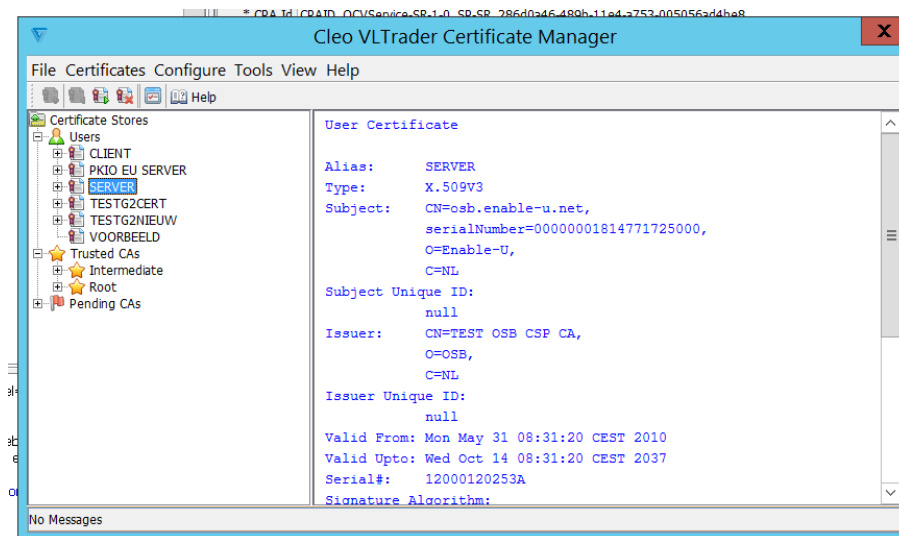 * CPA Id CPAID_OCVService-SR-1-0_SP-SR_286d0a46-489b-11e4-a753-005056ad4be8
Cleo VLTrader Certificate Manager
X
File Certificates Configure Tools View Help
Help
Certificate Stores
Users
CLIENT
PKIO EU SERVER
SERVER
TESTG2CERT
TESTG2NIEUW
VOORBEELD
Trusted CAs
Intermediate
Root
Pending CAs
User Certificate
Alias: SERVER
Type: X.509V3
Subject: CN=osb.enable-u.net,
serialNumber=00000001814771725000,
O=Enable-U,
C=NL
Subject Unique ID:
null
Issuer: CN=TEST OSB CSP CA,
O=OSB,
C=NL
Issuer Unique ID:
null
Valid From: Mon May 31 08:31:20 CEST 2010
Valid Upto: Wed Oct 14 08:31:20 CEST 2037
Serial#: 12000120253A
Signature Algorithm:
No Messages